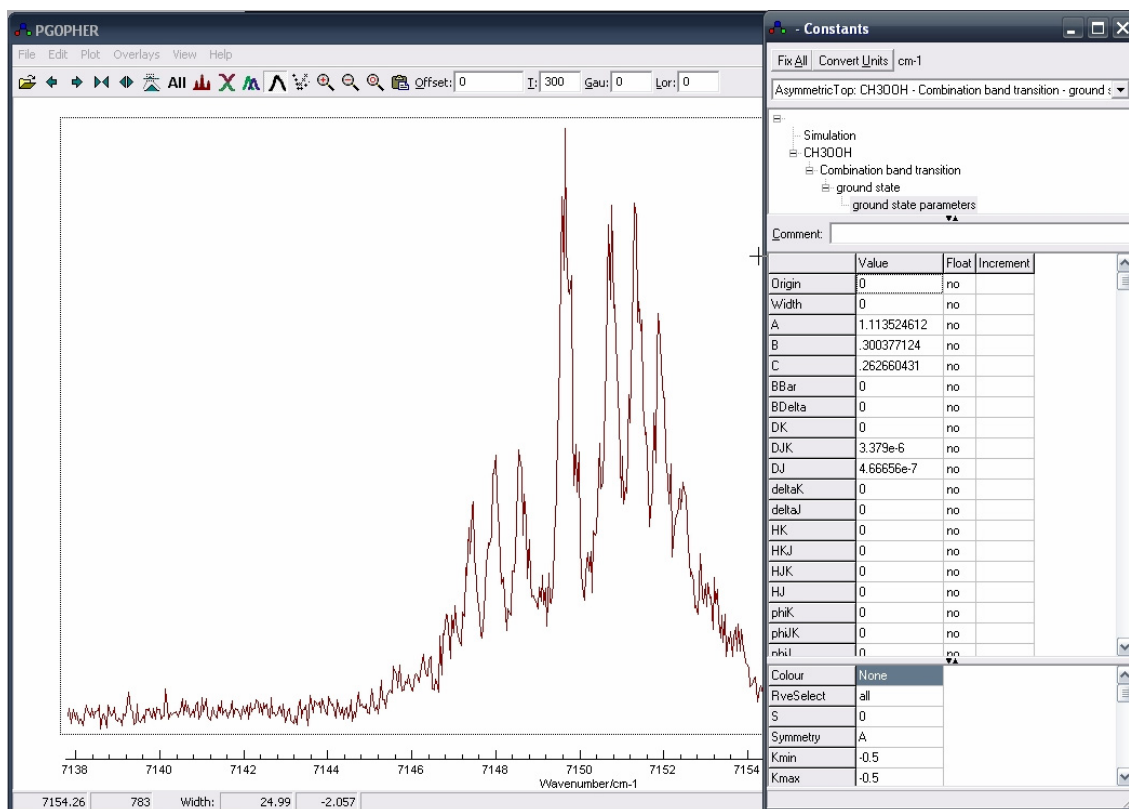 PGOPHER
File Edit Plot Overlays View Help
All Offset: 0 T: 300 Gau: 0 Lor: 0
7138 7140 7142 7144 7146 7148 7150 7152 7154
Wavenumber/cm-1
7154.26 783 Width: 24.99 -2.057
- Constants
Fix All Convert Units cm-1
AsymmetricTop: CH3OOH - Combination band transition - ground s
Simulation
CH3OOH
Combination band transition
ground state
ground state parameters
Comment:
Value Float Increment
Origin 0 no
Width 0 no
A 1.113524612 no
B .300377124 no
C .262660431 no
BBar 0 no
BDelta 0 no
DK 0 no
DJK 3.379e-6 no
DJ 4.66656e-7 no
deltaK 0 no
deltaJ 0 no
HK 0 no
HKJ 0 no
HJK 0 no
HJ 0 no
phiK 0 no
phiJK 0 no
phiJ 0 no
Colour None
RveSelect all
S 0
Symmetry A
Kmin -0.5
Kmax -0.5